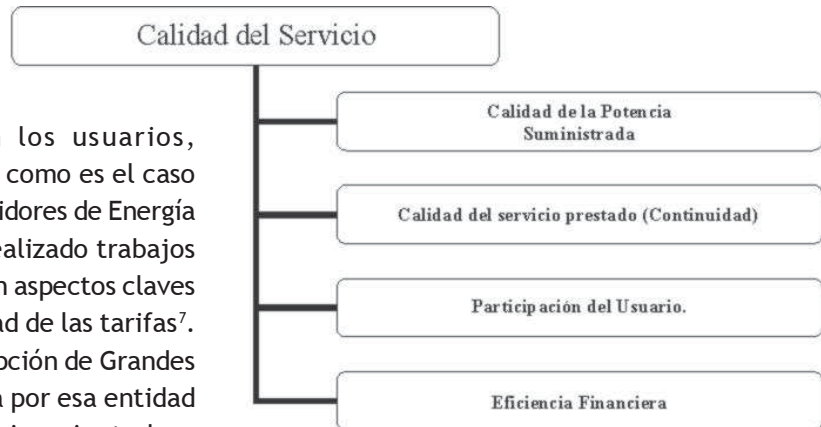 Calidad del Servicio
los usuarios,
como es el caso
idores de Energía
ealizado trabajos
n aspectos claves
ad de las tarifas⁷.
pción de Grandes
a por esa entidad
Calidad de la Potencia
Suministrada
Calidad del servicio prestado (Continuidad)
Participación del Usuario.
Eficiencia Financiera